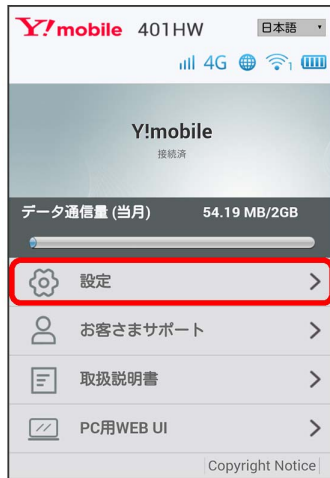 Y!mobile 401HW 日本語
4G 1
Y!mobile
接続済
データ通信量 (当月) 54.19 MB/2GB
設定
お客さまサポート
取扱説明書
PC用WEB UI
Copyright Notice